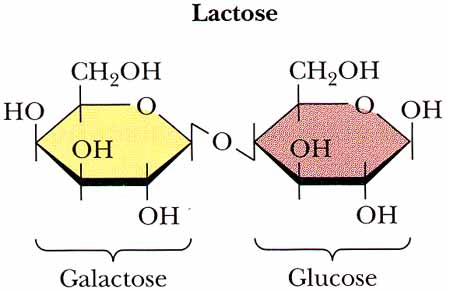 Lactose
CH2OH CH2OH
HO O O OH
OH O OH
OH OH
Galactose Glucose